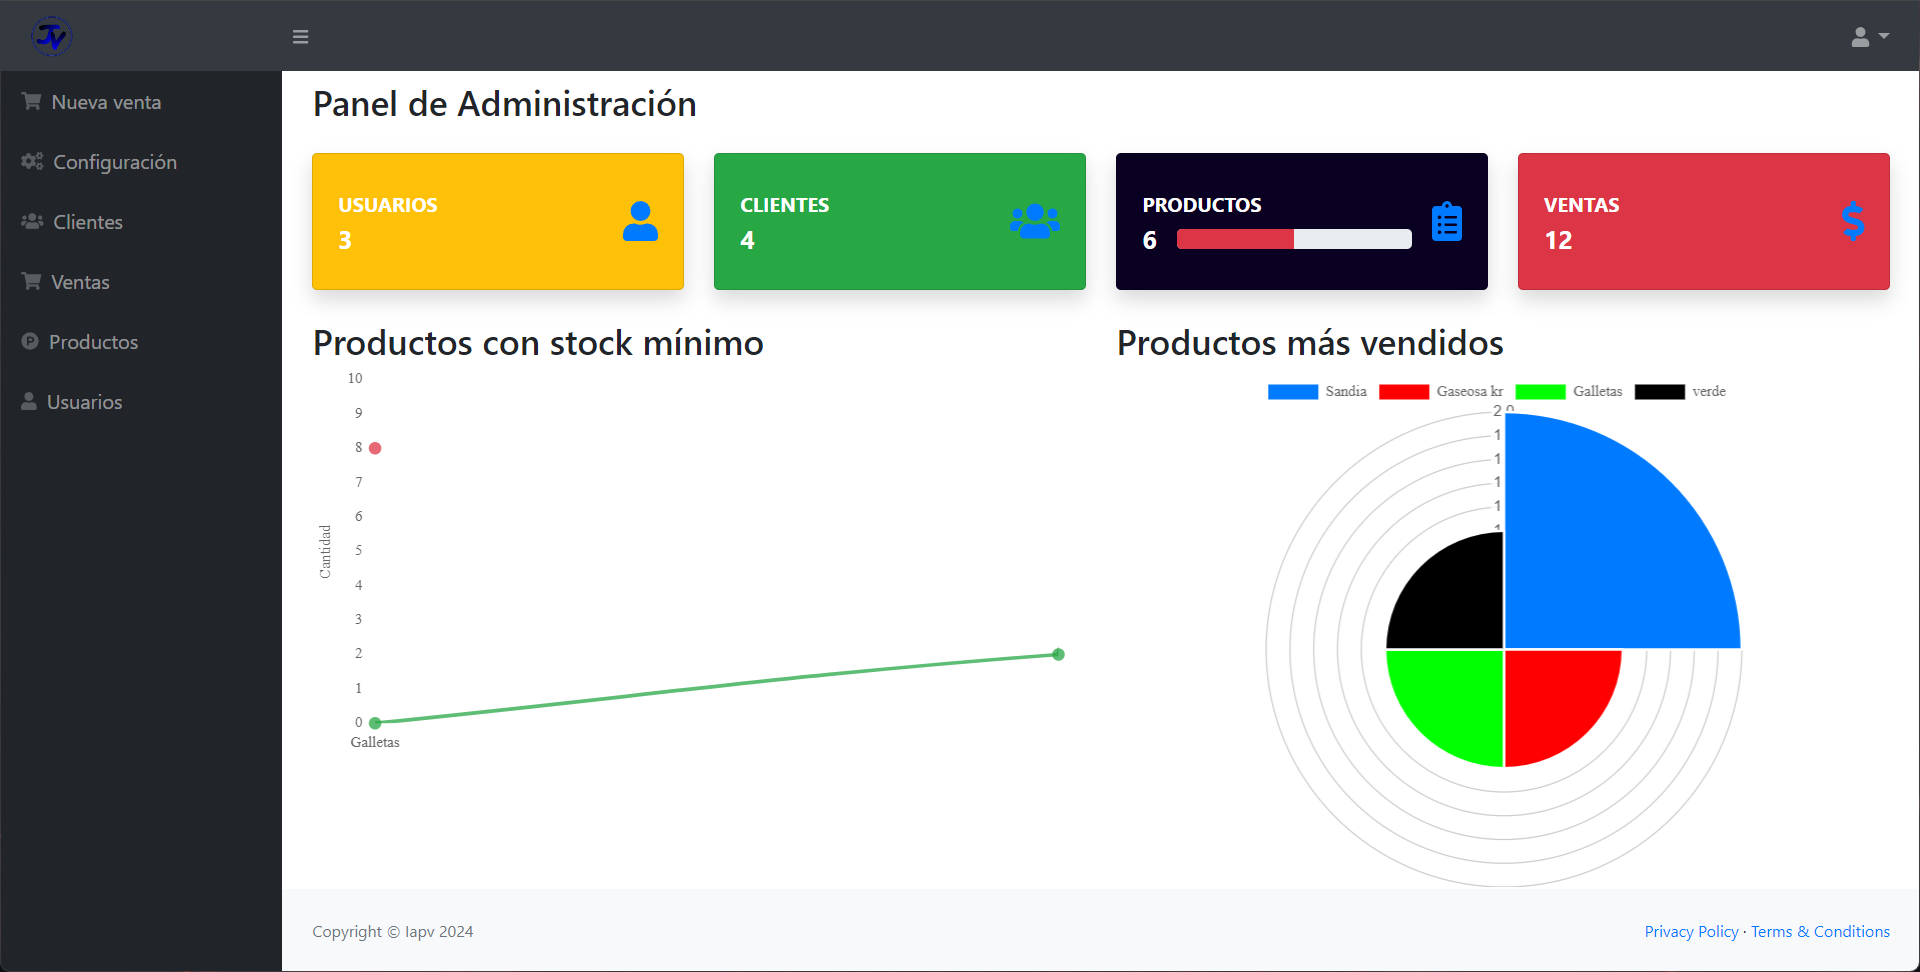 JV
Nueva venta
Configuración
Clientes
Ventas
Productos
Usuarios
Panel de Administración
USUARIOS
3
CLIENTES
4
PRODUCTOS
6
VENTAS
12
Productos con stock mínimo
10
9
8
7
6
5
4
3
2
1
0
Cantidad
Galletas
Productos más vendidos
Sandia Gaseosa kr Galletas verde
2.0
1
1
1
1
Copyright © Iapv 2024
Privacy Policy · Terms & Conditions